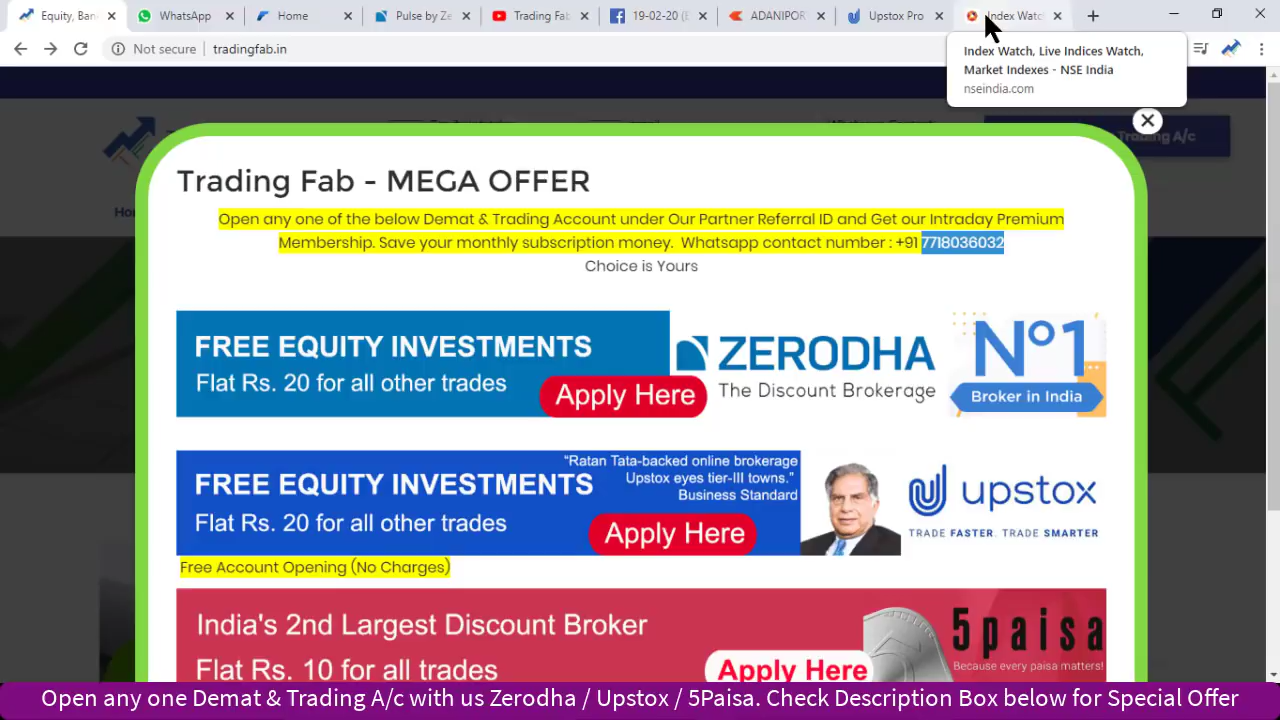 Equity, Ban
WhatsApp
Home
Pulse by Ze
Trading Fab
19-02-20 (E
ADANIPOR
Upstox Pro
Index Watc
Not secure
tradingfab.in
Index Watch, Live Indices Watch,
Market Indexes - NSE India
nseindia.com
Trading A/c
Trading Fab - MEGA OFFER
Open any one of the below Demat & Trading Account under Our Partner Referral ID and Get our Intraday Premium
Membership. Save your monthly subscription money. Whatsapp contact number : +91 7718036032
Choice is Yours
FREE EQUITY INVESTMENTS
Flat Rs. 20 for all other trades
Apply Here
ZERODHA
The Discount Brokerage
Nº1
Broker in India
FREE EQUITY INVESTMENTS
Flat Rs. 20 for all other trades
"Ratan Tata-backed online brokerage
Upstox eyes tier-III towns."
Business Standard
Apply Here
upstox
TRADE FASTER. TRADE SMARTER
Free Account Opening (No Charges)
India's 2nd Largest Discount Broker
Flat Rs. 10 for all trades
Apply Here
5paisa
Because every paisa matters!
Open any one Demat & Trading A/c with us Zerodha / Upstox / 5Paisa. Check Description Box below for Special Offer